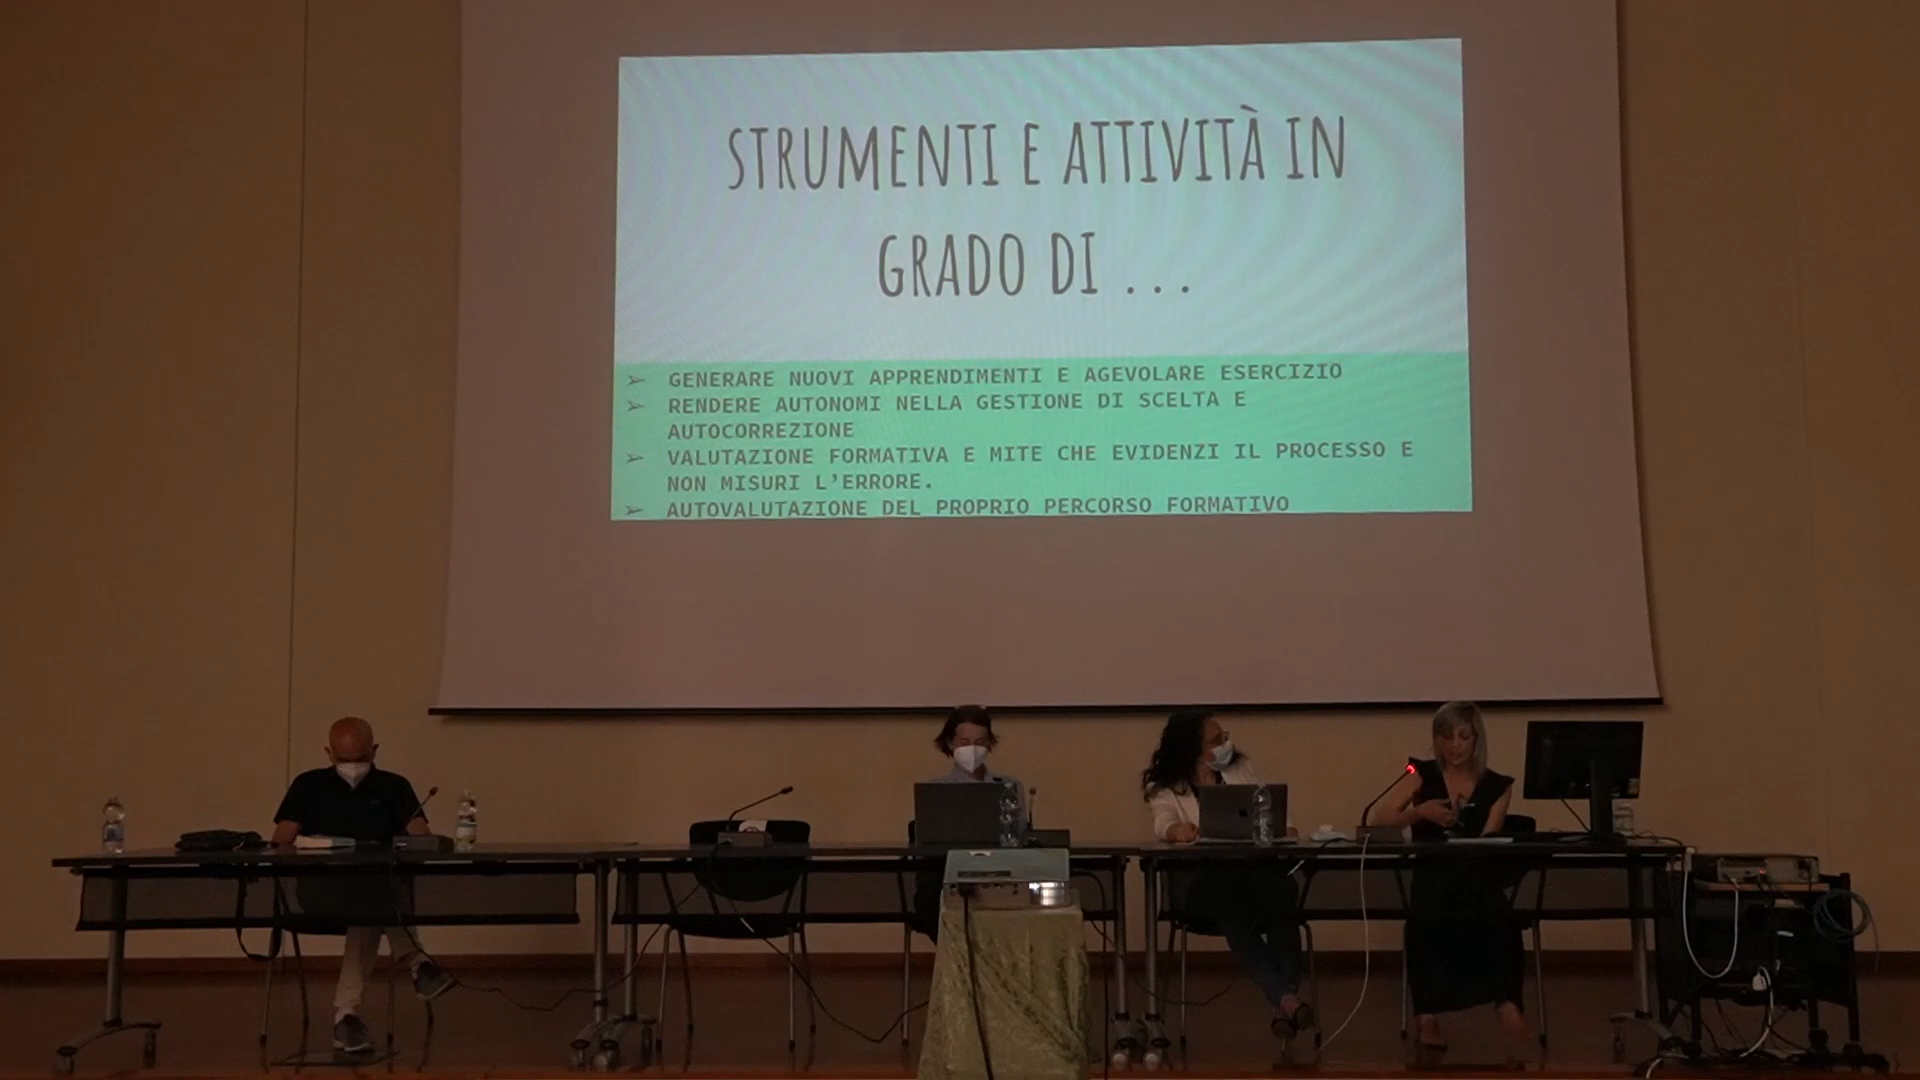 STRUMENTI E ATTIVITÀ IN
GRADO DI ...
➢ GENERARE NUOVI APPRENDIMENTI E AGEVOLARE ESERCIZIO
➢ RENDERE AUTONOMI NELLA GESTIONE DI SCELTA E
AUTOCORREZIONE
➢ VALUTAZIONE FORMATIVA E MITE CHE EVIDENZI IL PROCESSO E
NON MISURI L’ERRORE.
➢ AUTOVALUTAZIONE DEL PROPRIO PERCORSO FORMATIVO